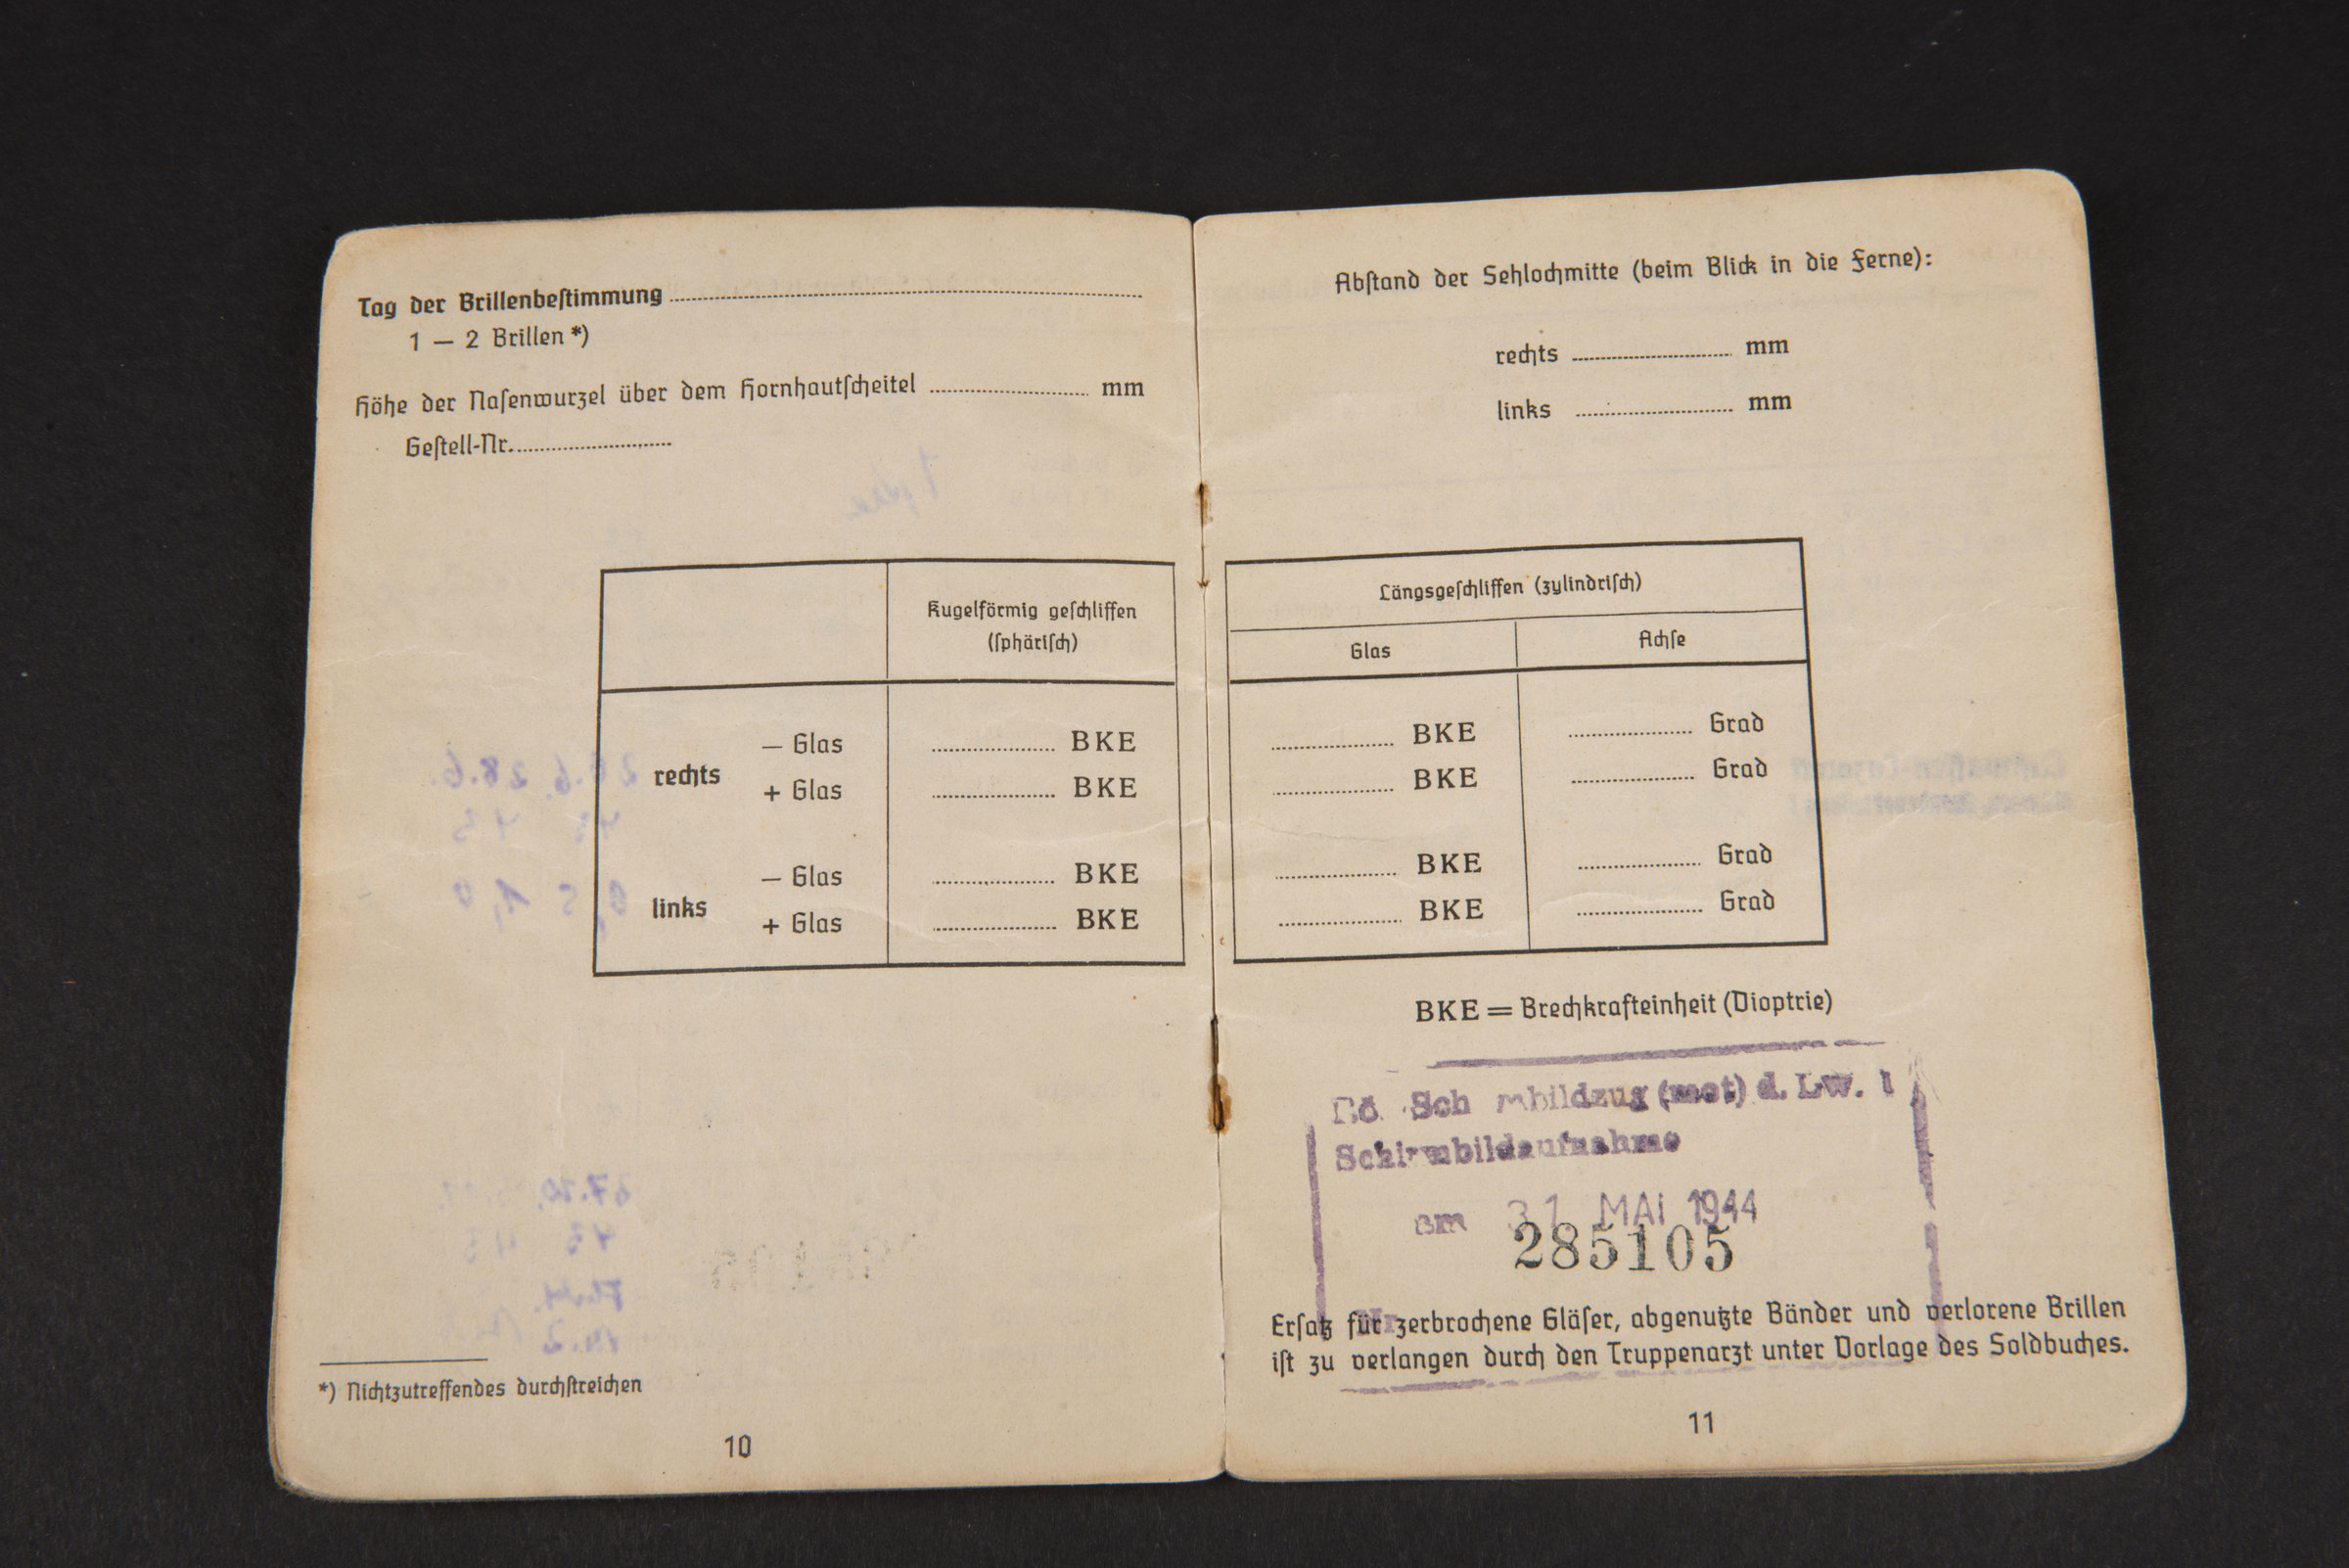 Tag der Brillenbeſtimmung
1 — 2 Brillen *)
Höhe der Naſenwurzel über dem Hornhautſcheitel mm
Geſtell-Nr.
Kugelförmig geſchliffen
(ſphäriſch)
rechts
— Glas BKE
+ Glas BKE
links
— Glas BKE
+ Glas BKE
*) Nichtzutreffendes durchſtreichen
10
Abſtand der Sehlochmitte (beim Blick in die Ferne):
rechts mm
links mm
Längsgeſchliffen (zylindriſch)
Glas Achſe
BKE Grad
BKE Grad
BKE Grad
BKE Grad
BKE = Brechkrafteinheit (Dioptrie)
bildzug (mot) d. Lw. 1
Schirmbildaufnahme
am 31. MAI 1944
285105
Erſatz für zerbrochene Gläſer, abgenutzte Bänder und verlorene Brillen
iſt zu verlangen durch den Truppenarzt unter Vorlage des Soldbuches.
11